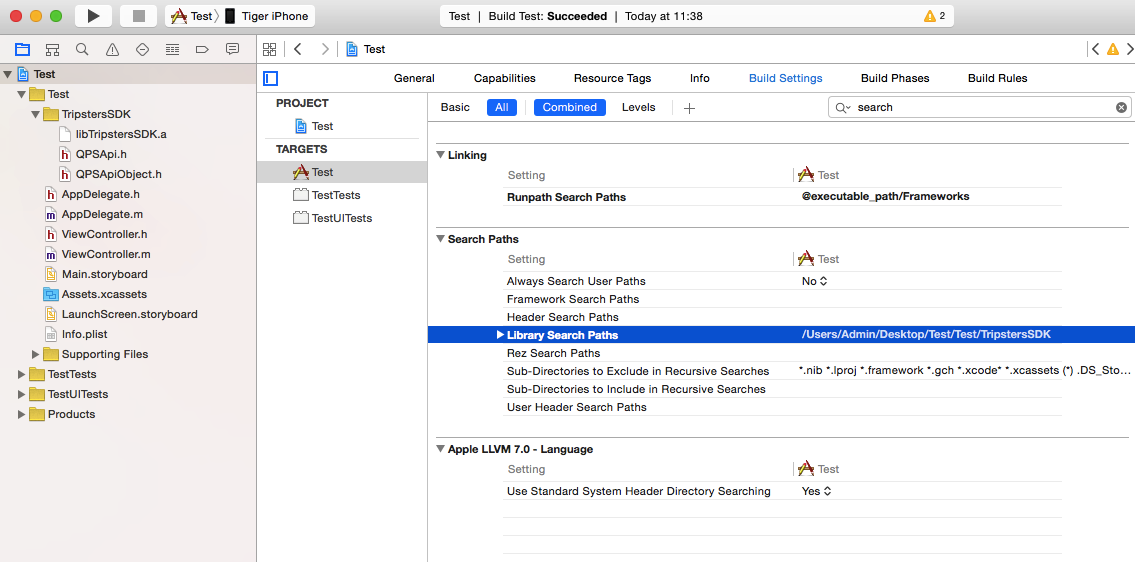 Test Tiger iPhone
Test | Build Test: Succeeded | Today at 11:38
2
Test
General Capabilities Resource Tags Info Build Settings Build Phases Build Rules
Test
Test
TripstersSDK
libTripstersSDK.a
QPSApi.h
QPSApiObject.h
AppDelegate.h
AppDelegate.m
ViewController.h
ViewController.m
Main.storyboard
Assets.xcassets
LaunchScreen.storyboard
Info.plist
Supporting Files
TestTests
TestUITests
Products
PROJECT
Test
TARGETS
Test
TestTests
TestUITests
Basic All Combined Levels
search
Linking
Setting Test
Runpath Search Paths @executable_path/Frameworks
Search Paths
Setting Test
Always Search User Paths No
Framework Search Paths
Header Search Paths
Library Search Paths /Users/Admin/Desktop/Test/Test/TripstersSDK
Rez Search Paths
Sub-Directories to Exclude in Recursive Searches *.nib *.lproj *.framework *.gch *.xcode* *.xcassets (*) .DS_Sto...
Sub-Directories to Include in Recursive Searches
User Header Search Paths
Apple LLVM 7.0 - Language
Setting Test
Use Standard System Header Directory Searching Yes